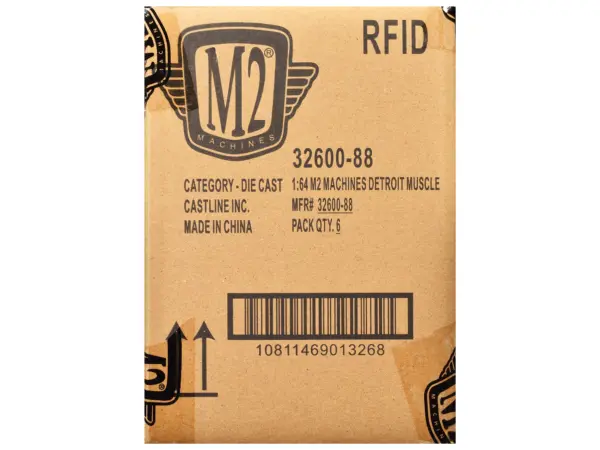 RFID
M2®
MACHINES
32600-88
CATEGORY - DIE CAST 1:64 M2 MACHINES DETROIT MUSCLE
CASTLINE INC. MFR# 32600-88
MADE IN CHINA PACK QTY. 6
10811469013268